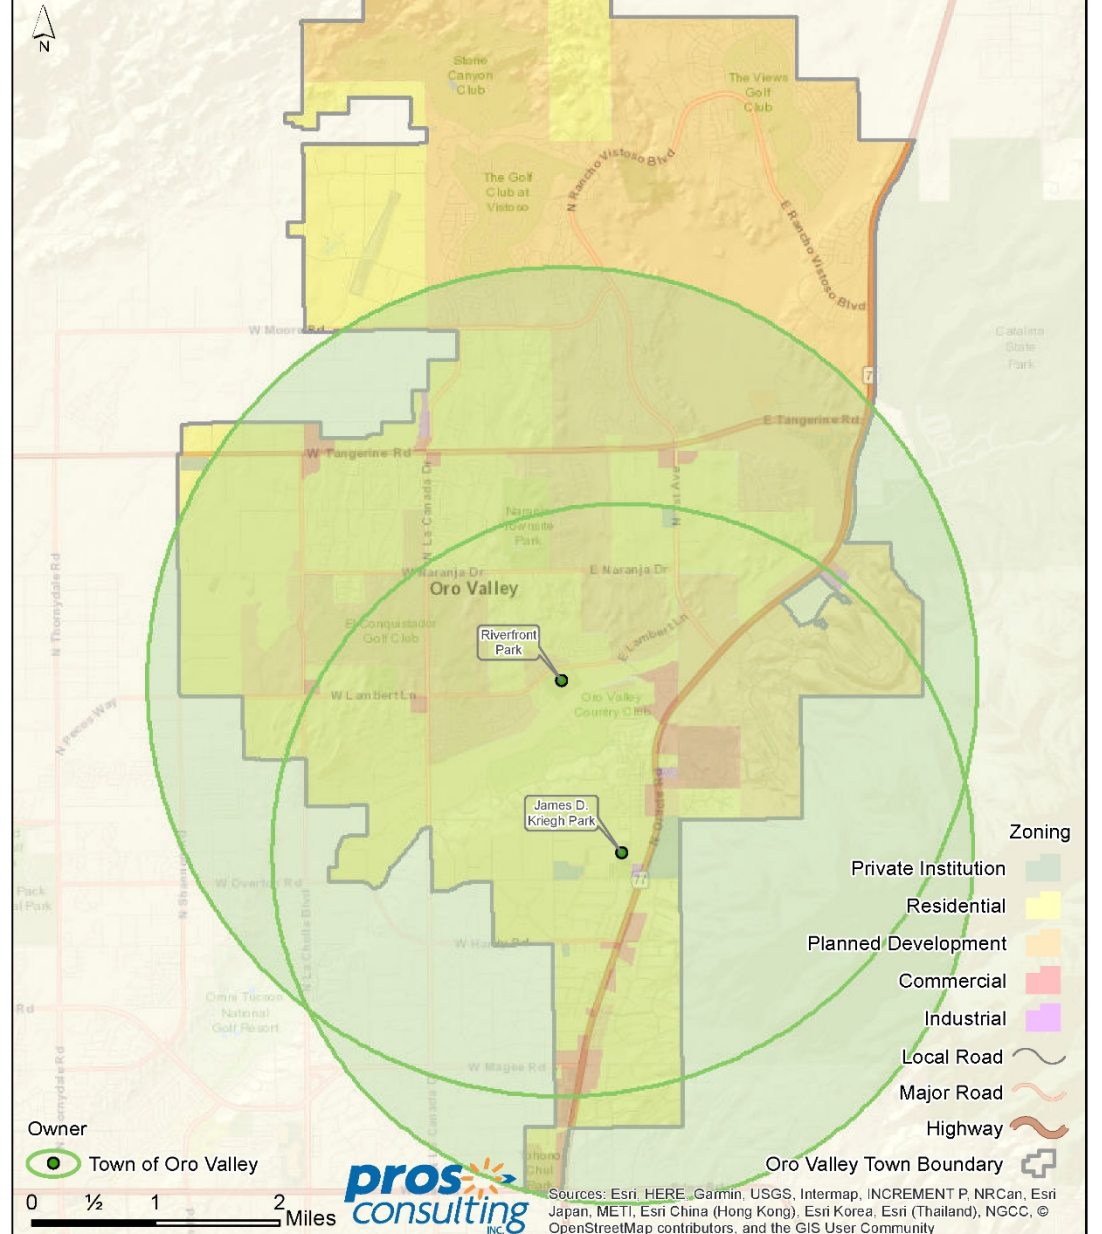 N
Stone
Canyon
Club
The Views
Golf
Club
N Rancho Vistoso Blvd
The Golf
Club at
Vistoso
E Rancho Vistoso Blvd
W Moore Rd
Catalina
State
Park
7
E Tangerine Rd
W Tangerine Rd
N La Canada Dr
N 1st Ave
Naranja
Townsite
Park
N Thornydale Rd
W Naranja Dr
E Naranja Dr
Oro Valley
El Conquistador
Golf Club
Riverfront
Park
E Lambert Ln
W Lambert Ln
Oro Valley
Country Club
N Pecos Way
N Oracle Rd
James D.
Kriegh Park
77
Pack
al Park
W Overton Rd
N La Cholla Blvd
W Hardy Rd
Omni Tucson
National
Golf Resort
Rd
W Magee Rd
Zoning
Private Institution
Residential
Planned Development
Commercial
Industrial
Local Road
Major Road
Highway
Oro Valley Town Boundary
Owner
Town of Oro Valley
0 ½ 1 2
Miles
pros
consulting
INC.
Sources: Esri, HERE, Garmin, USGS, Intermap, INCREMENT P, NRCan, Esri
Japan, METI, Esri China (Hong Kong), Esri Korea, Esri (Thailand), NGCC, ©
OpenStreetMap contributors, and the GIS User Community